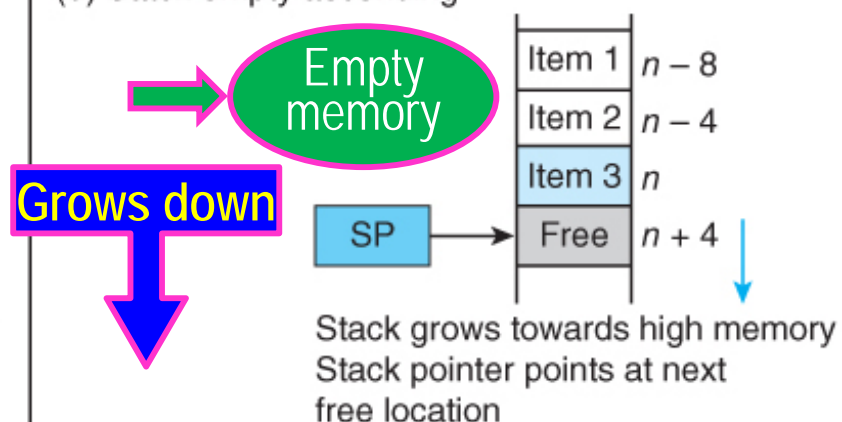 Empty
memory
Grows down
Item 1 n – 8
Item 2 n – 4
Item 3 n
SP Free n + 4
Stack grows towards high memory
Stack pointer points at next
free location